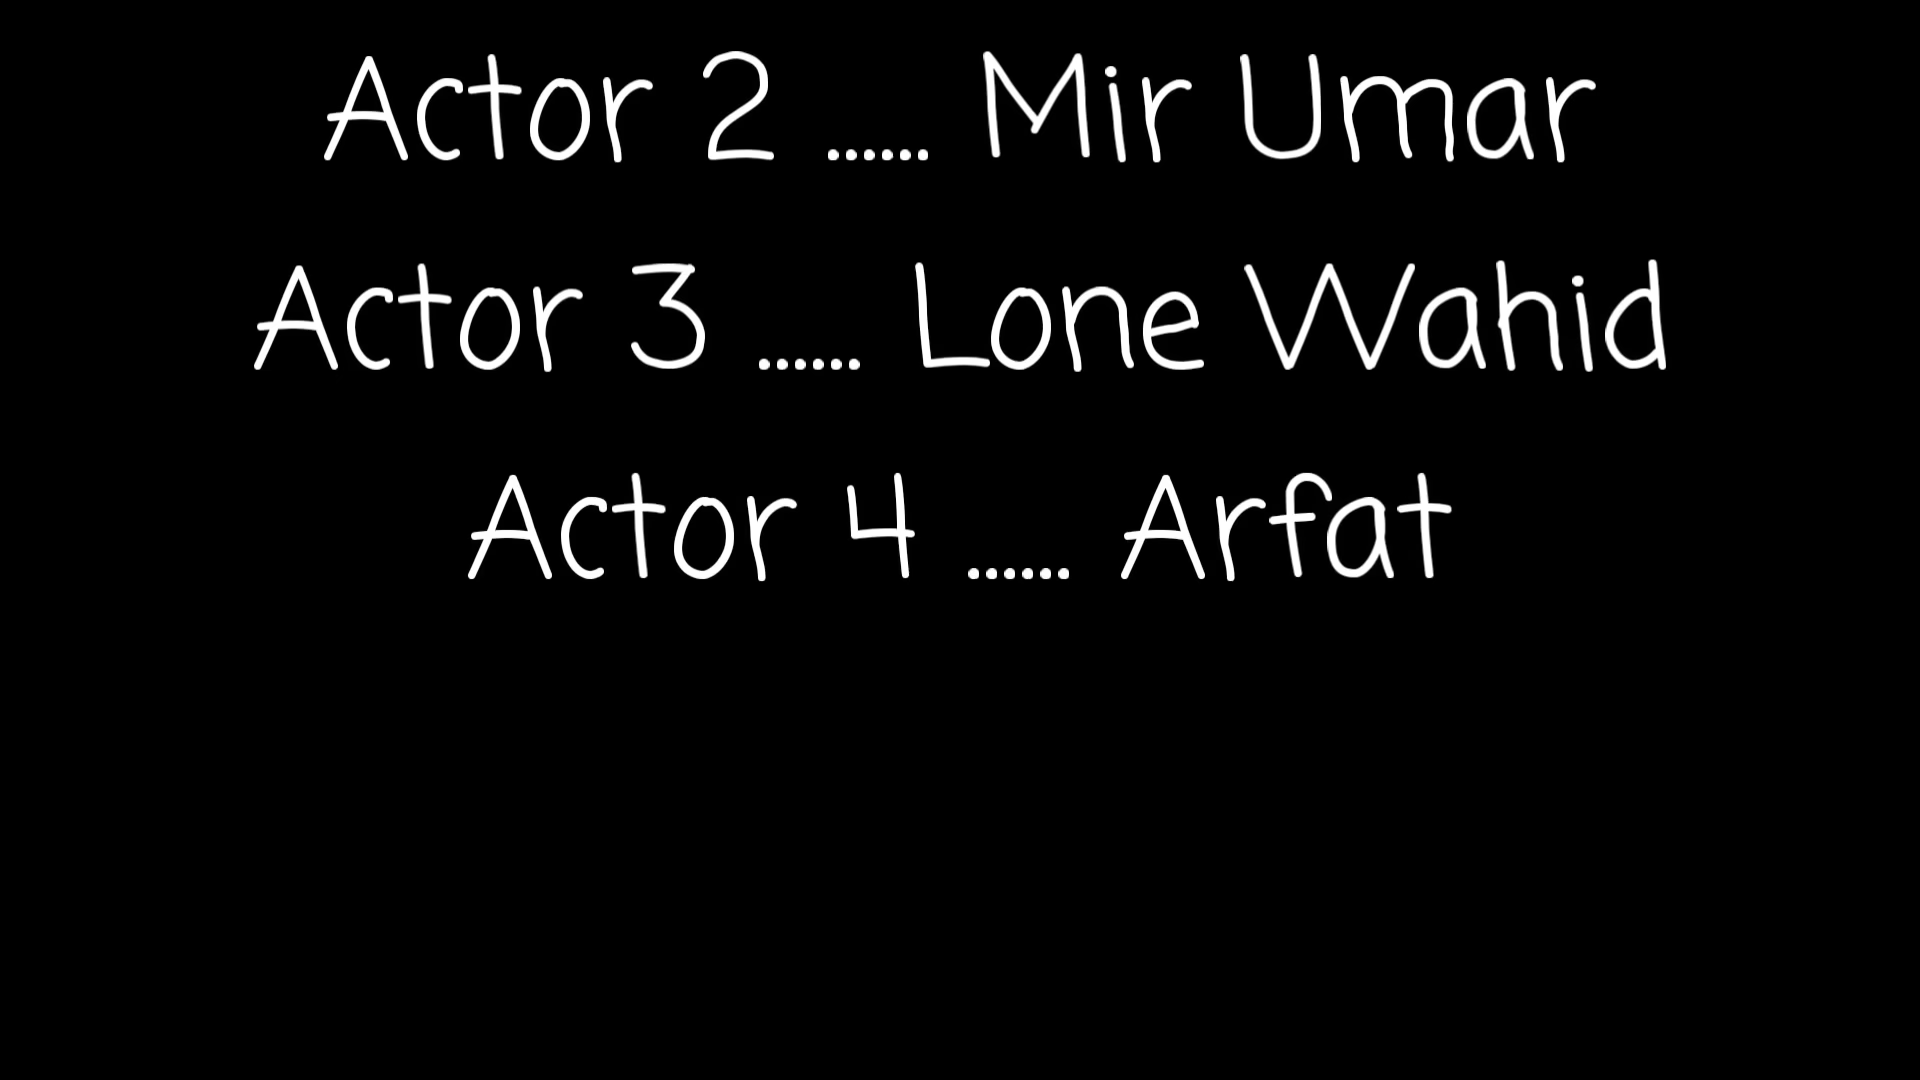 Actor 2 ...... Mir Umar
Actor 3 ...... Lone Wahid
Actor 4 ...... Arfat